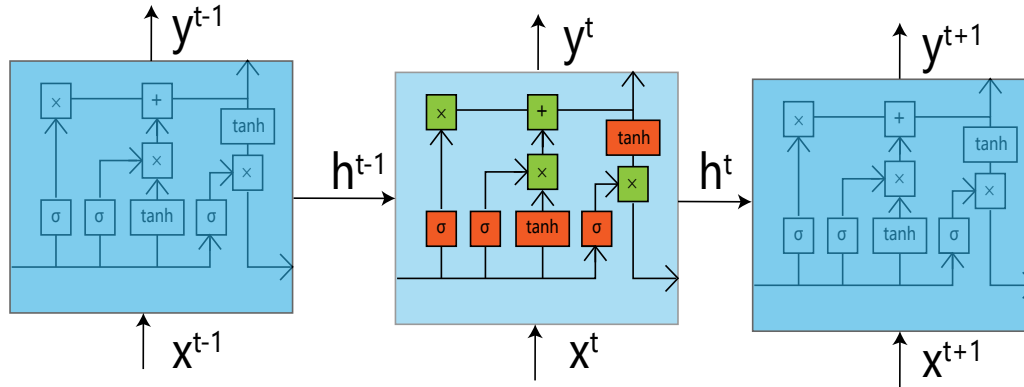 y^{t-1} y^t y^{t+1}
× + × + × +
tanh tanh tanh
× × × × × ×
h^{t-1} h^t
σ σ tanh σ σ σ tanh σ σ σ tanh σ
x^{t-1} x^t x^{t+1}